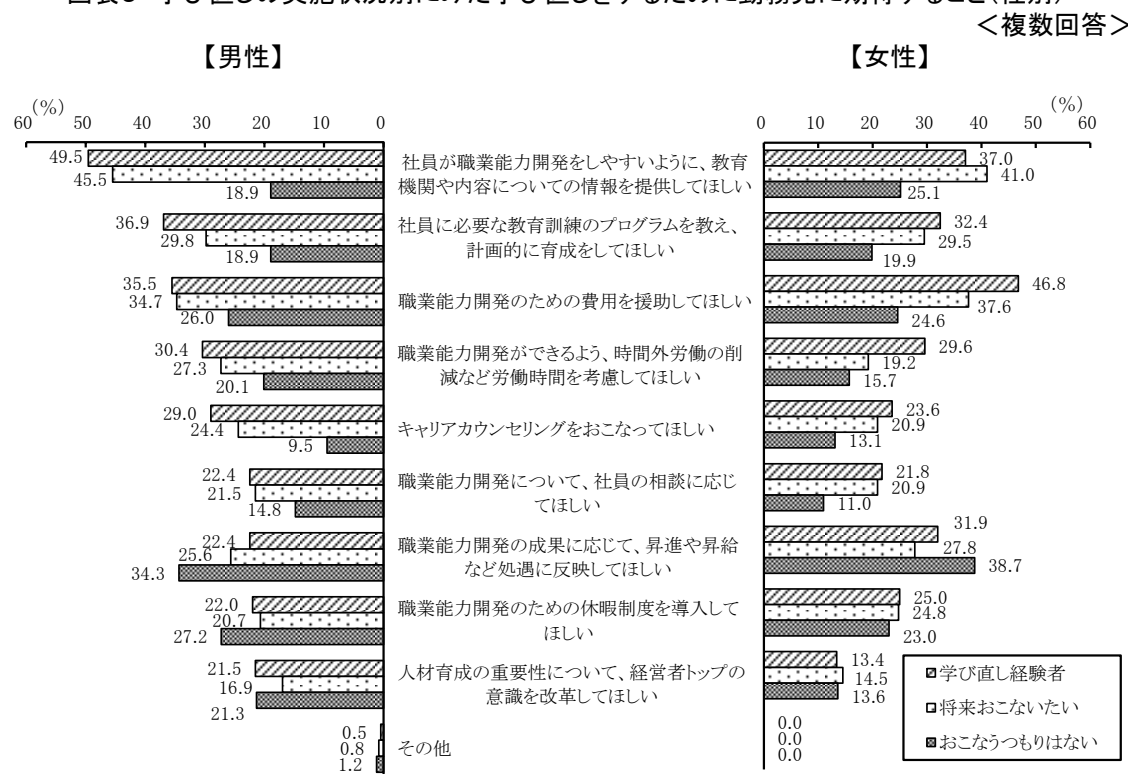 ＜複数回答＞
【男性】
【女性】
(%)
60 50 40 30 20 10 0
(%)
0 10 20 30 40 50 60
49.5
45.5
18.9
社員が職業能力開発をしやすいように、教育
機関や内容についての情報を提供してほしい
37.0
41.0
25.1
36.9
29.8
18.9
社員に必要な教育訓練のプログラムを教え、
計画的に育成をしてほしい
32.4
29.5
19.9
35.5
34.7
26.0
職業能力開発のための費用を援助してほしい
46.8
37.6
24.6
30.4
27.3
20.1
職業能力開発ができるよう、時間外労働の削
減など労働時間を考慮してほしい
29.6
19.2
15.7
29.0
24.4
9.5
キャリアカウンセリングをおこなってほしい
23.6
20.9
13.1
22.4
21.5
14.8
職業能力開発について、社員の相談に応じ
てほしい
21.8
20.9
11.0
22.4
25.6
34.3
職業能力開発の成果に応じて、昇進や昇給
など処遇に反映してほしい
31.9
27.8
38.7
22.0
20.7
27.2
職業能力開発のための休暇制度を導入して
ほしい
25.0
24.8
23.0
21.5
16.9
21.3
人材育成の重要性について、経営者トップの
意識を改革してほしい
13.4
14.5
13.6
0.5
0.8
1.2
その他
0.0
0.0
0.0
学び直し経験者
将来おこないたい
おこなうつもりはない